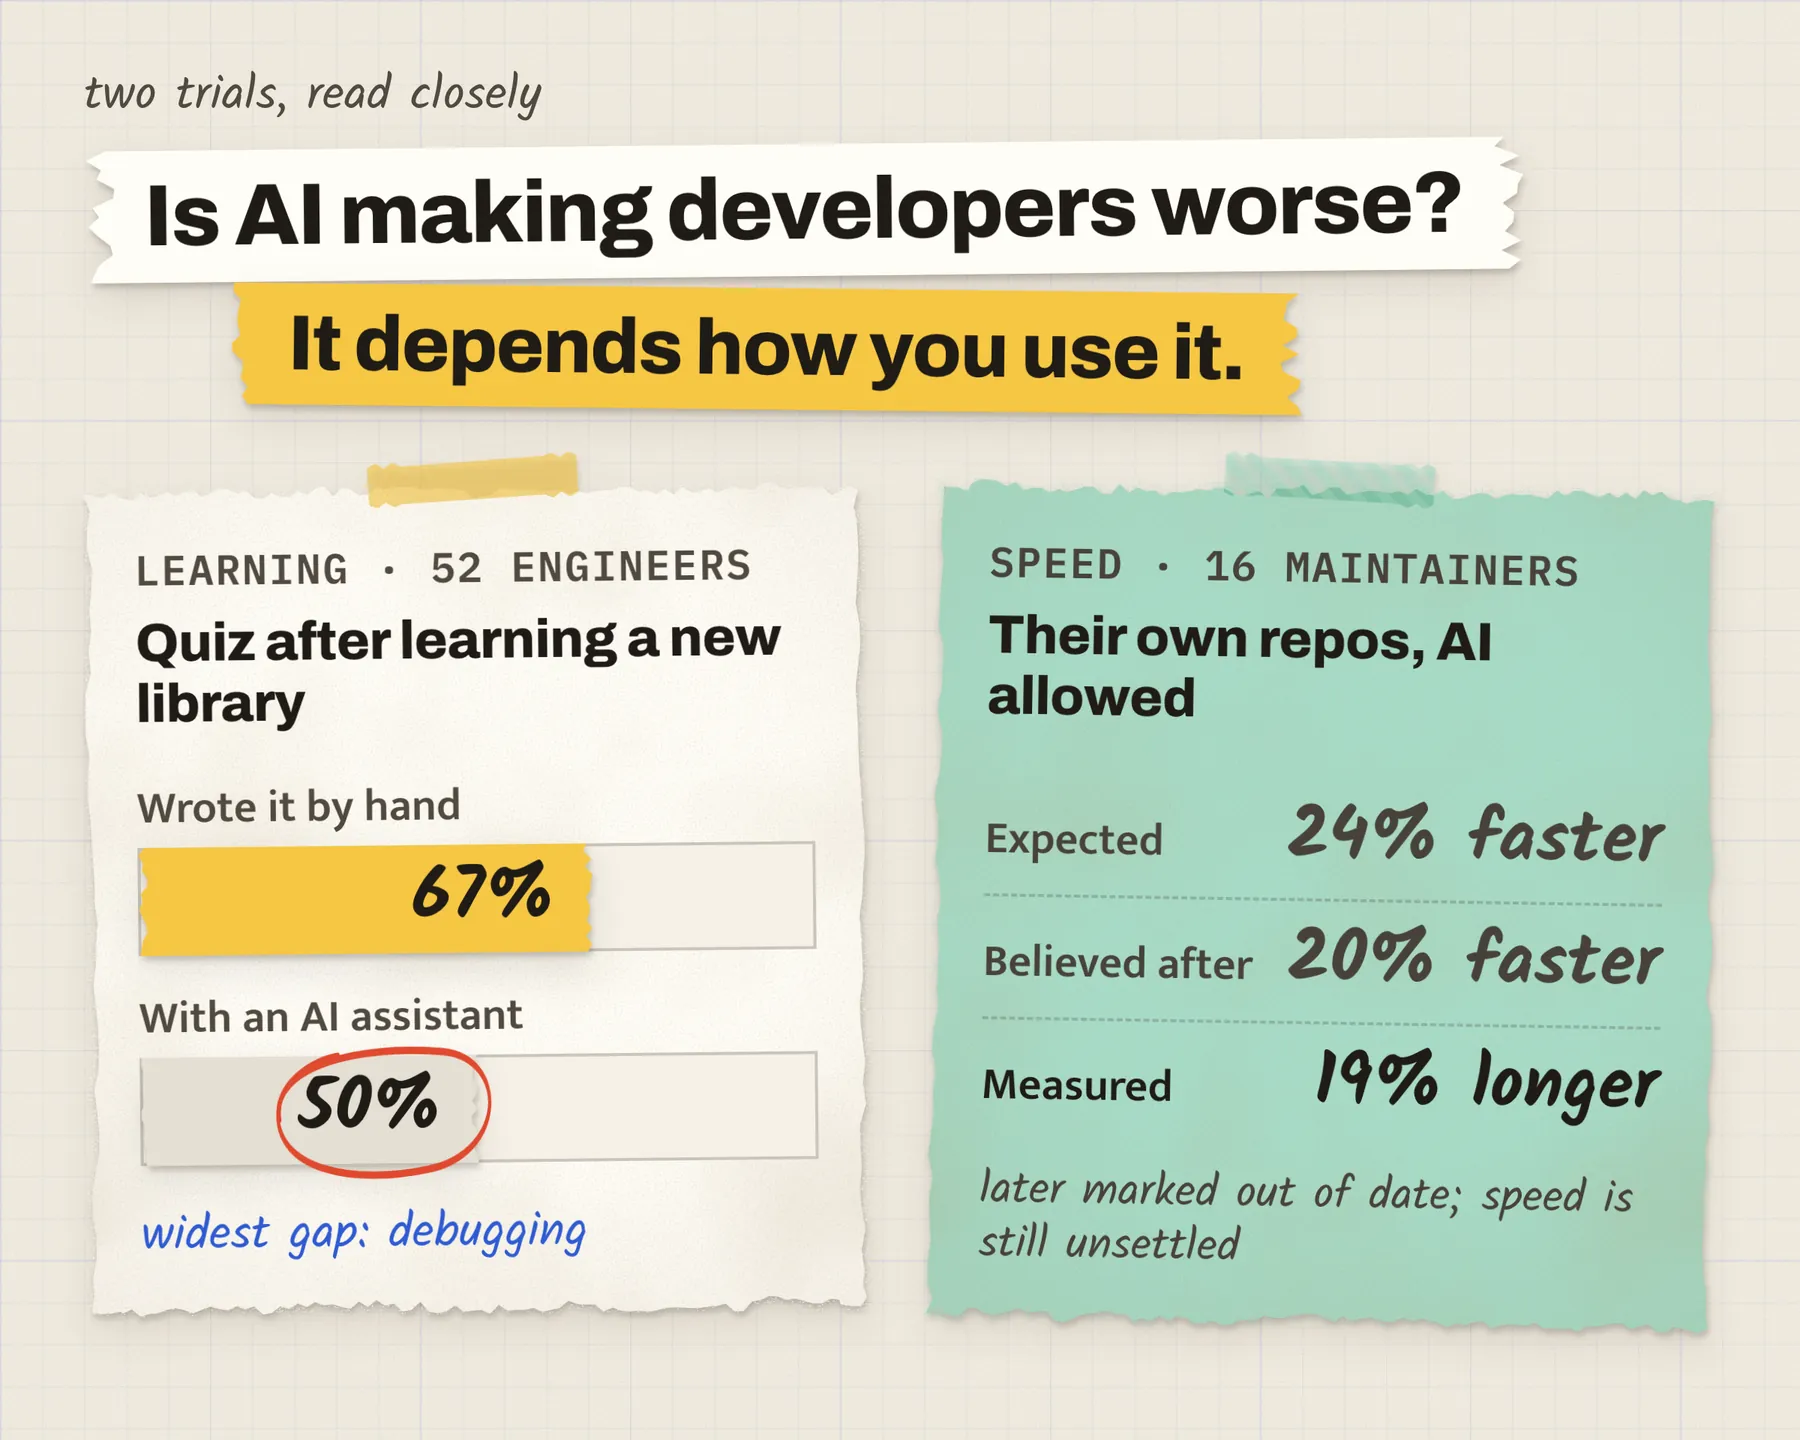 two trials, read closely
Is AI making developers worse?
It depends how you use it.
LEARNING · 52 ENGINEERS
Quiz after learning a new
library
Wrote it by hand
67%
With an AI assistant
50%
widest gap: debugging
SPEED · 16 MAINTAINERS
Their own repos, AI
allowed
Expected 24% faster
Believed after 20% faster
Measured 19% longer
later marked out of date; speed is
still unsettled